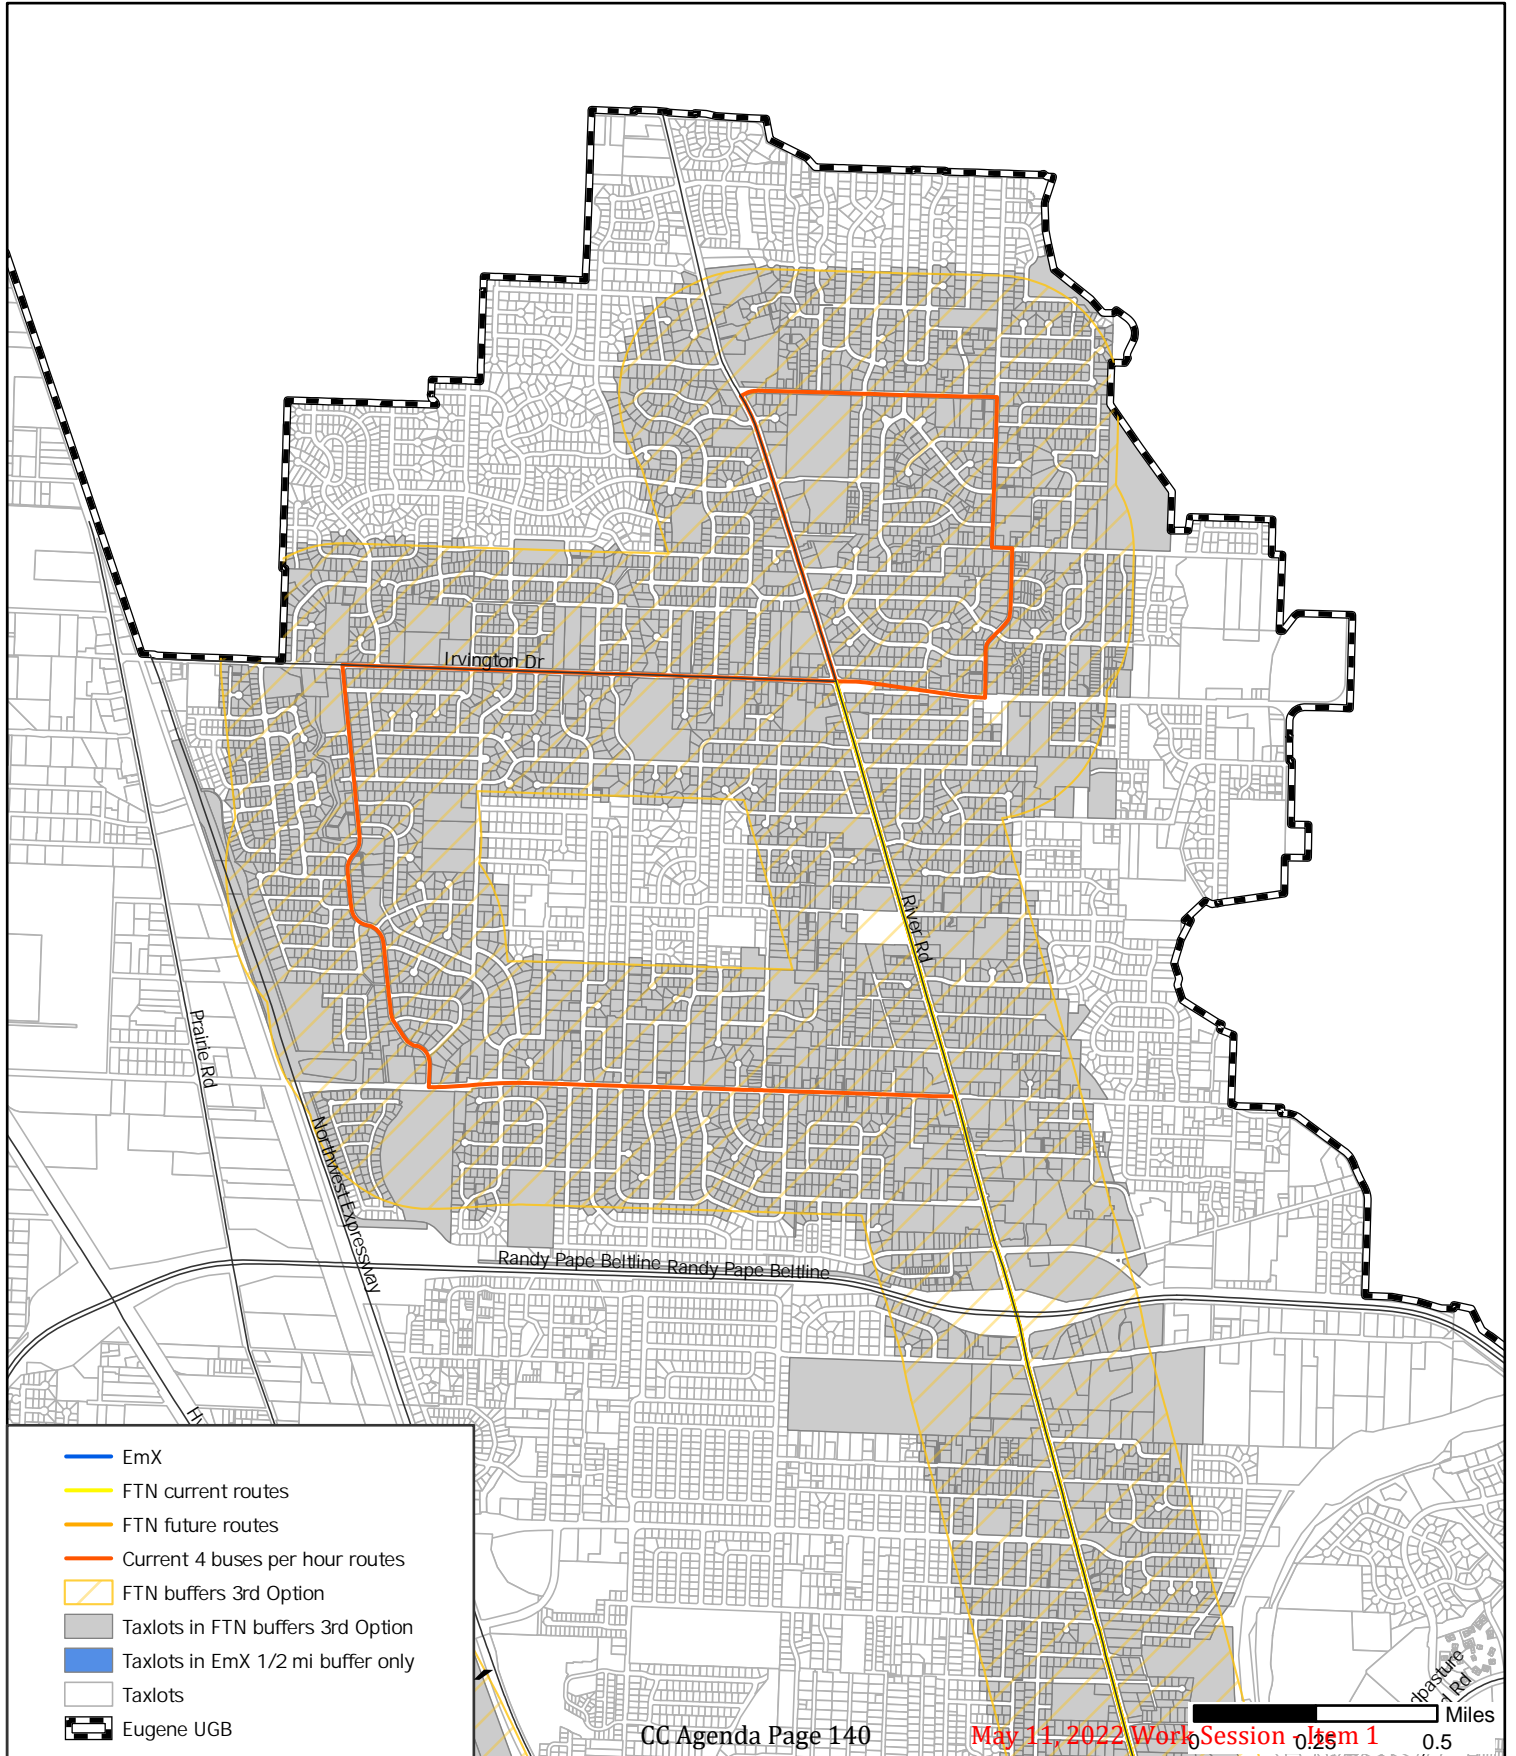 Irvington Dr
River Rd
Prairie Rd
Northwest Expressway
Randy Pape Beltline Randy Pape Beltline
EmX
FTN current routes
FTN future routes
Current 4 buses per hour routes
FTN buffers 3rd Option
Taxlots in FTN buffers 3rd Option
Taxlots in EmX 1/2 mi buffer only
Taxlots
Eugene UGB
Rd
Miles
0 0.25 0.5
CC Agenda Page 140
May 11, 2022 Work Session - Item 1